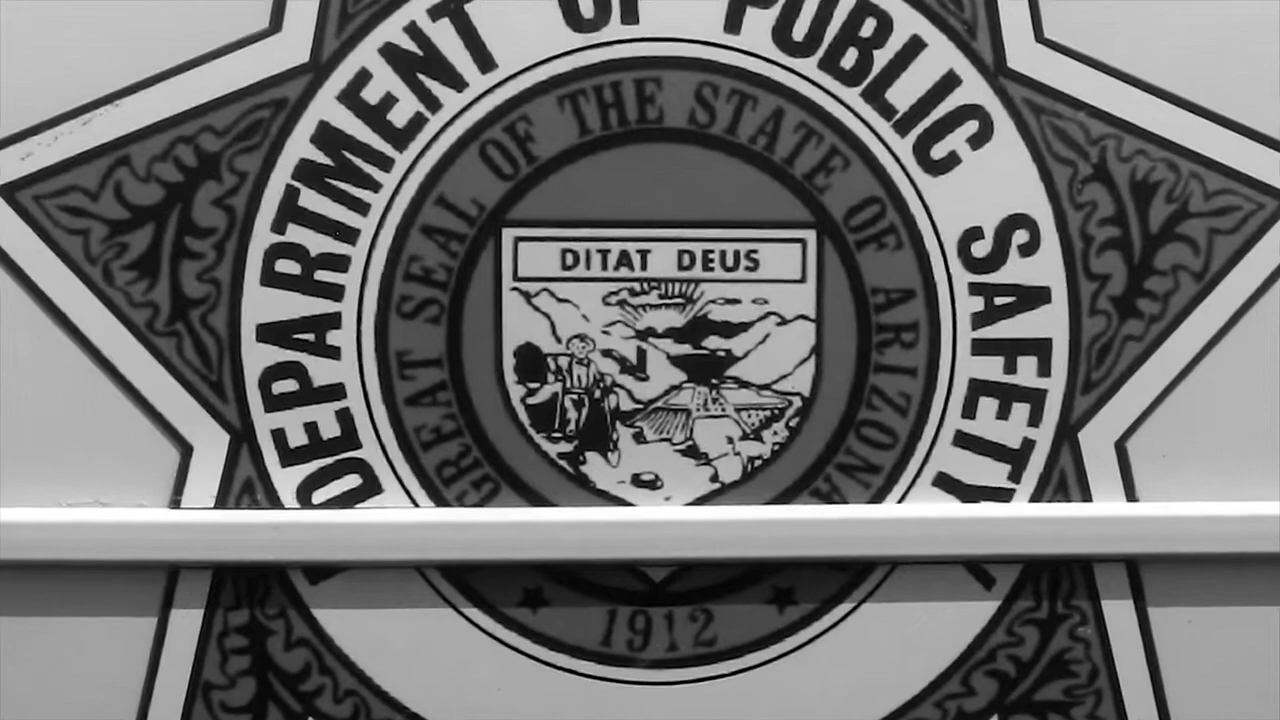 DEPARTMENT OF PUBLIC SAFETY
GREAT SEAL OF THE STATE OF ARIZONA
DITAT DEUS
1912